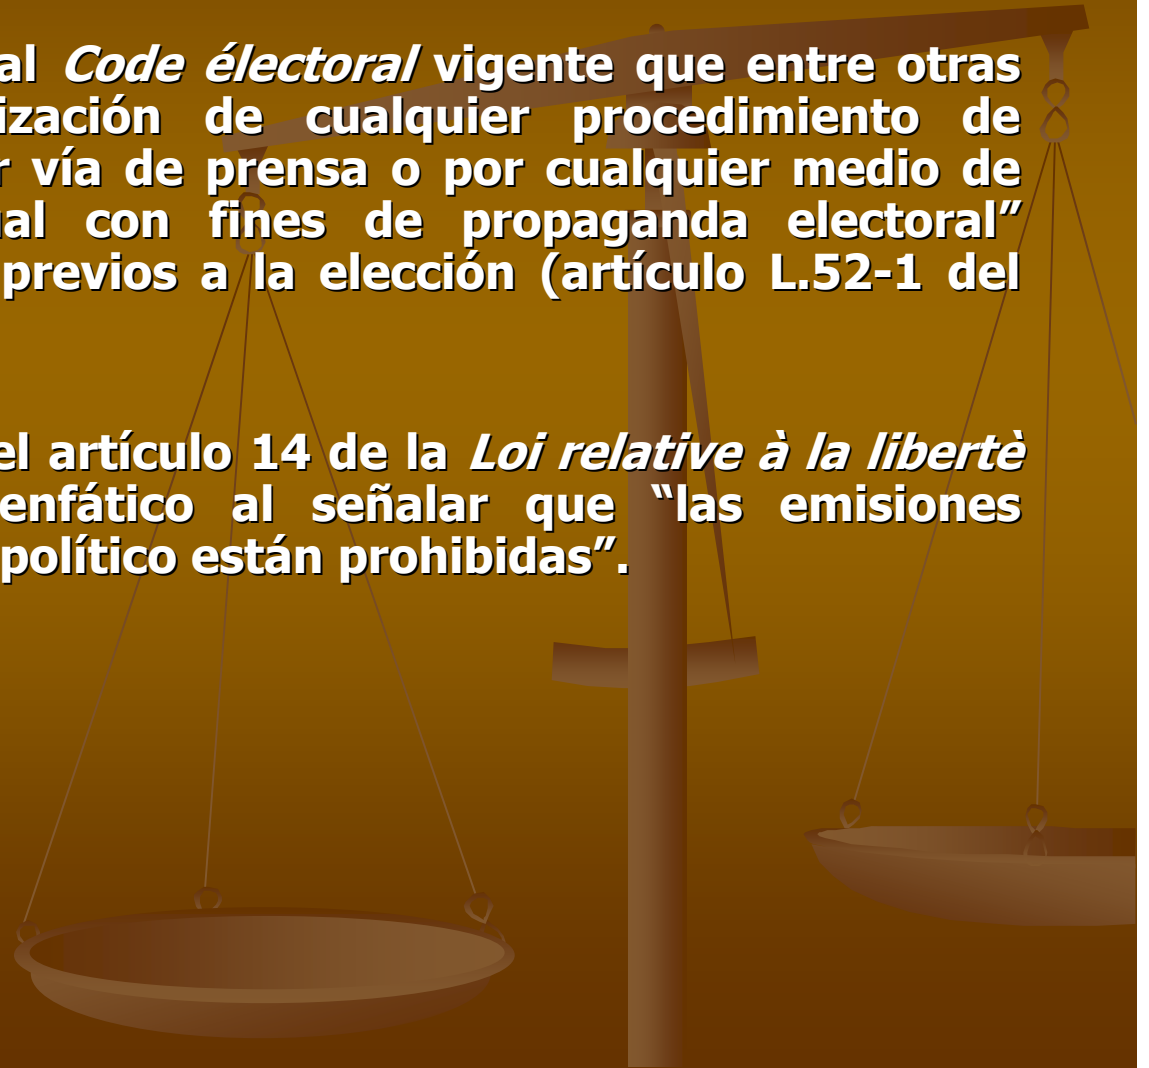 al Code électoral vigente que entre otras
ización de cualquier procedimiento de
r vía de prensa o por cualquier medio de
ual con fines de propaganda electoral”
previos a la elección (artículo L.52-1 del
el artículo 14 de la Loi relative à la libertè
enfático al señalar que “las emisiones
político están prohibidas”.